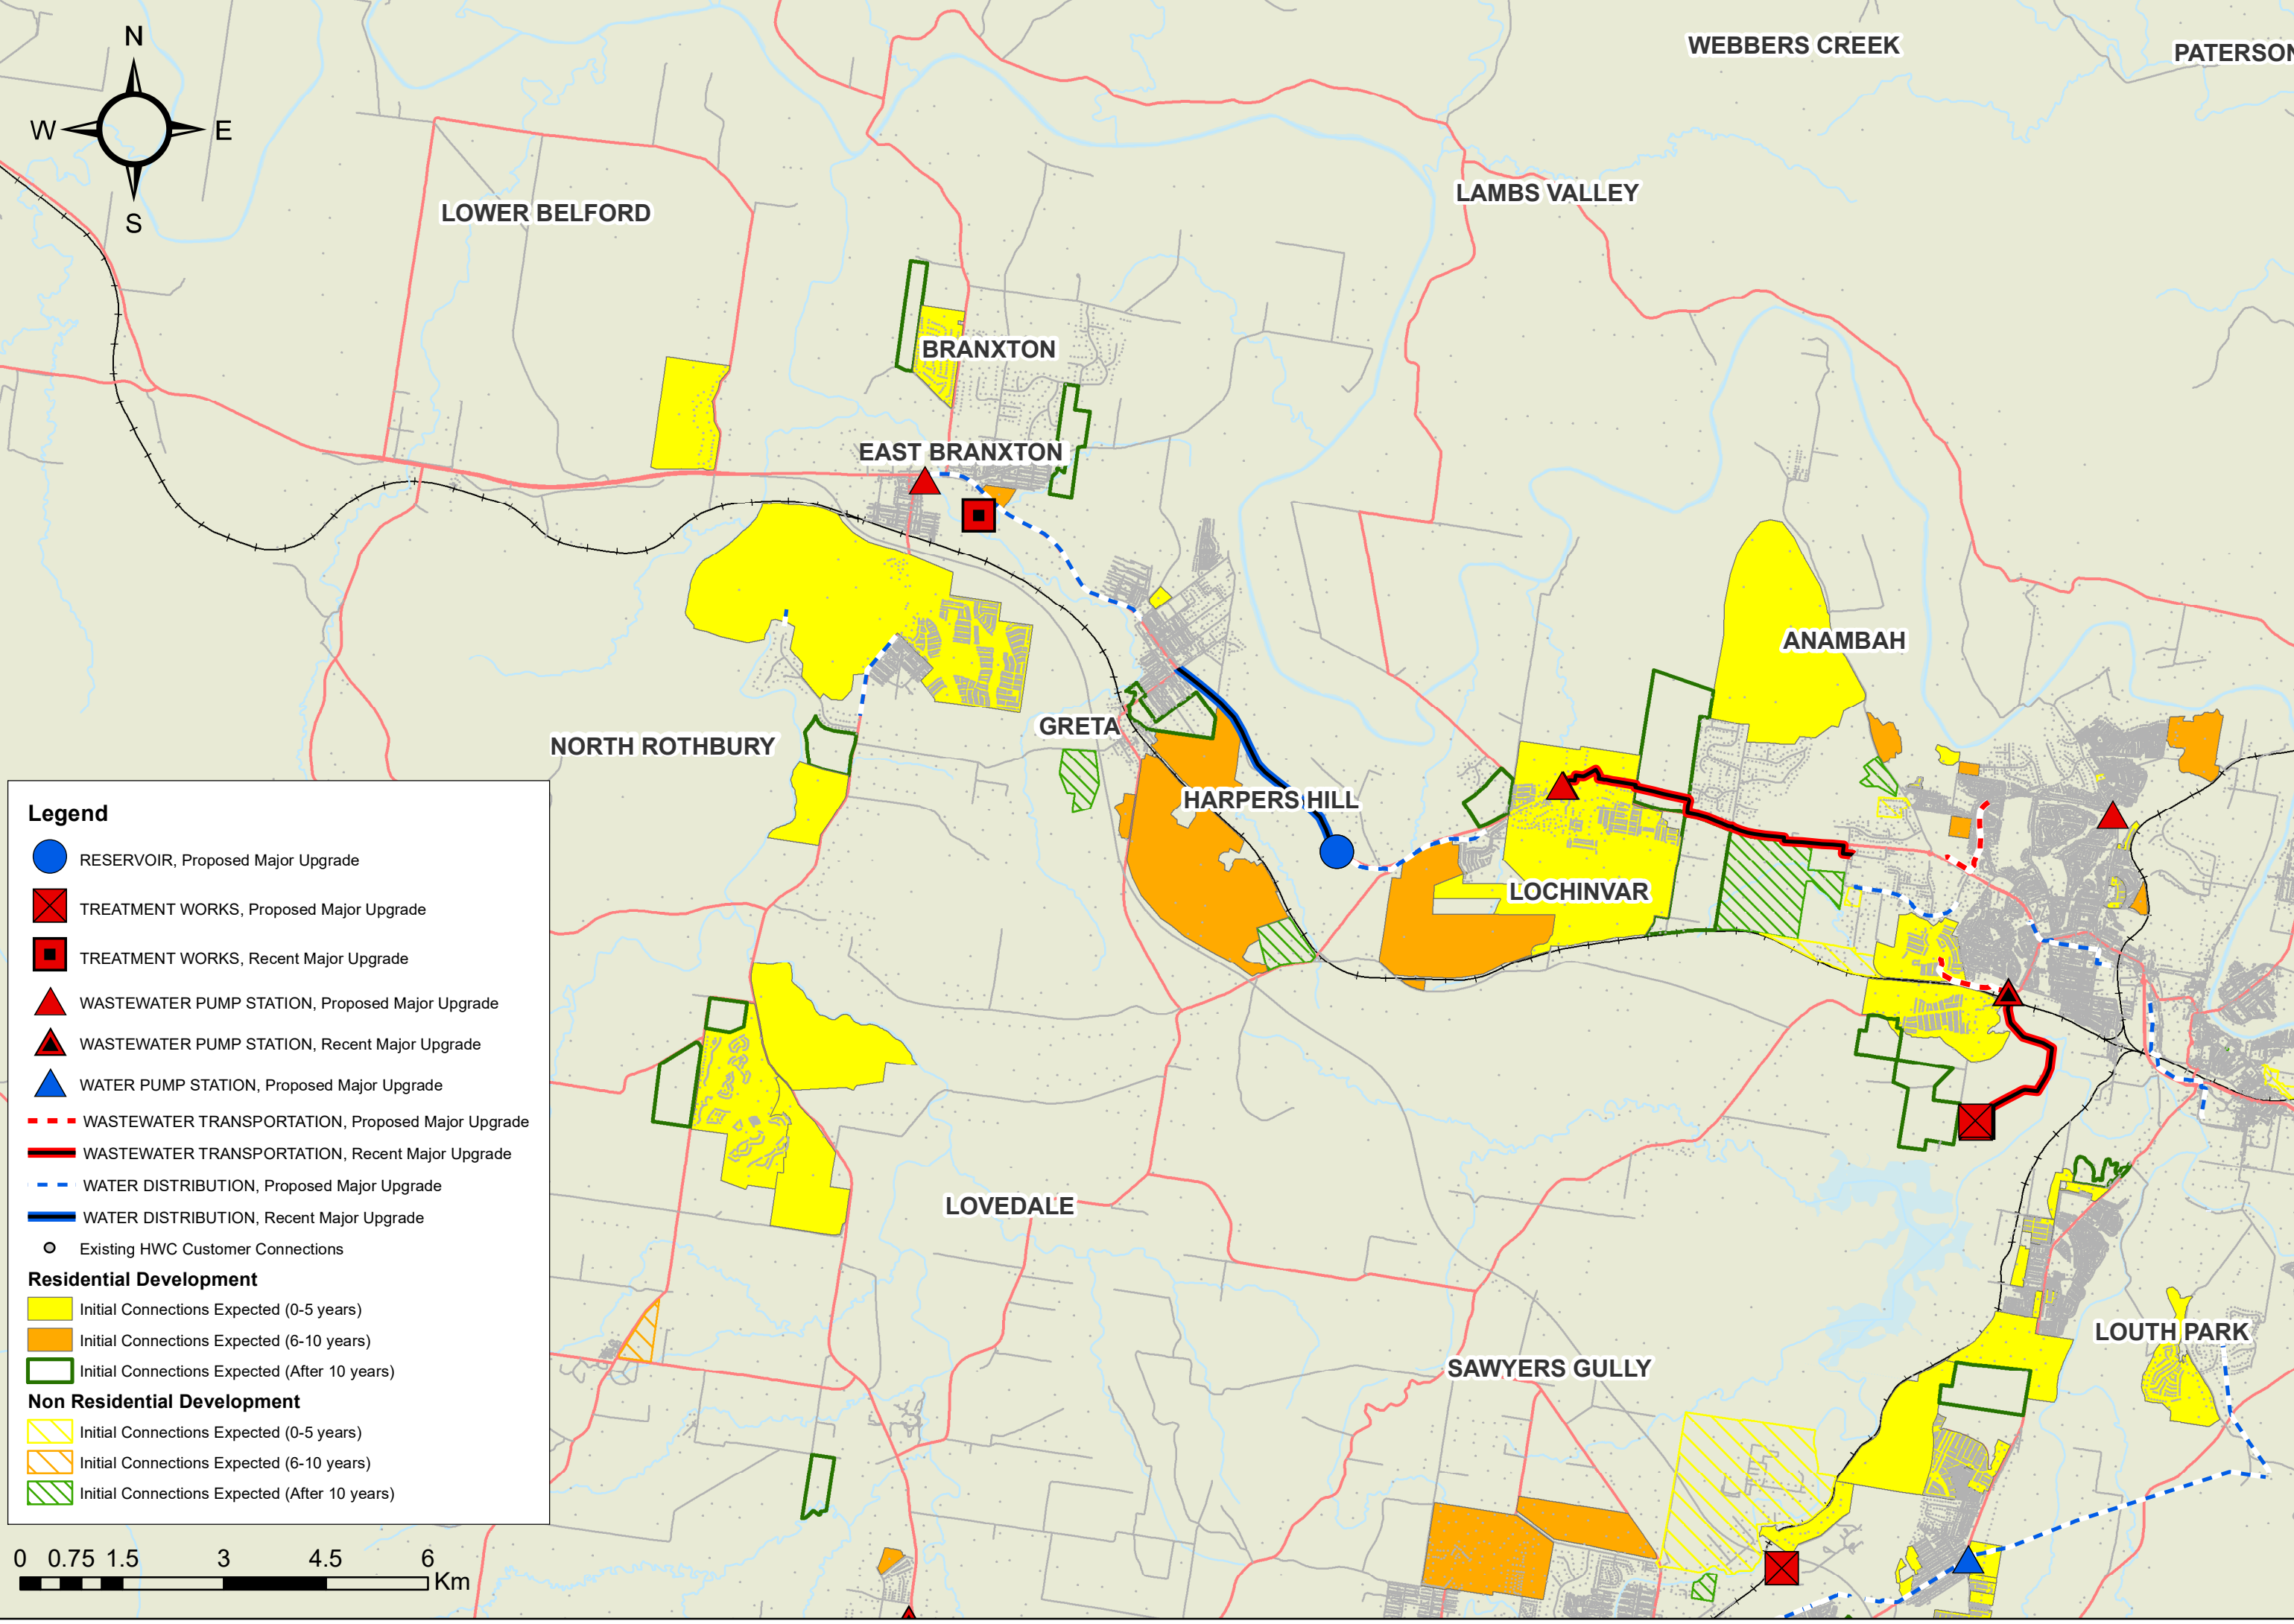 N
W E
S
WEBBERS CREEK
PATERSON
LAMBS VALLEY
LOWER BELFORD
BRANXTON
EAST BRANXTON
ANAMBAH
GRETA
NORTH ROTHBURY
HARPERS HILL
LOCHINVAR
LOVEDALE
LOUTH PARK
SAWYERS GULLY
Legend
RESERVOIR, Proposed Major Upgrade
TREATMENT WORKS, Proposed Major Upgrade
TREATMENT WORKS, Recent Major Upgrade
WASTEWATER PUMP STATION, Proposed Major Upgrade
WASTEWATER PUMP STATION, Recent Major Upgrade
WATER PUMP STATION, Proposed Major Upgrade
WASTEWATER TRANSPORTATION, Proposed Major Upgrade
WASTEWATER TRANSPORTATION, Recent Major Upgrade
WATER DISTRIBUTION, Proposed Major Upgrade
WATER DISTRIBUTION, Recent Major Upgrade
Existing HWC Customer Connections
Residential Development
Initial Connections Expected (0-5 years)
Initial Connections Expected (6-10 years)
Initial Connections Expected (After 10 years)
Non Residential Development
Initial Connections Expected (0-5 years)
Initial Connections Expected (6-10 years)
Initial Connections Expected (After 10 years)
0 0.75 1.5 3 4.5 6
Km